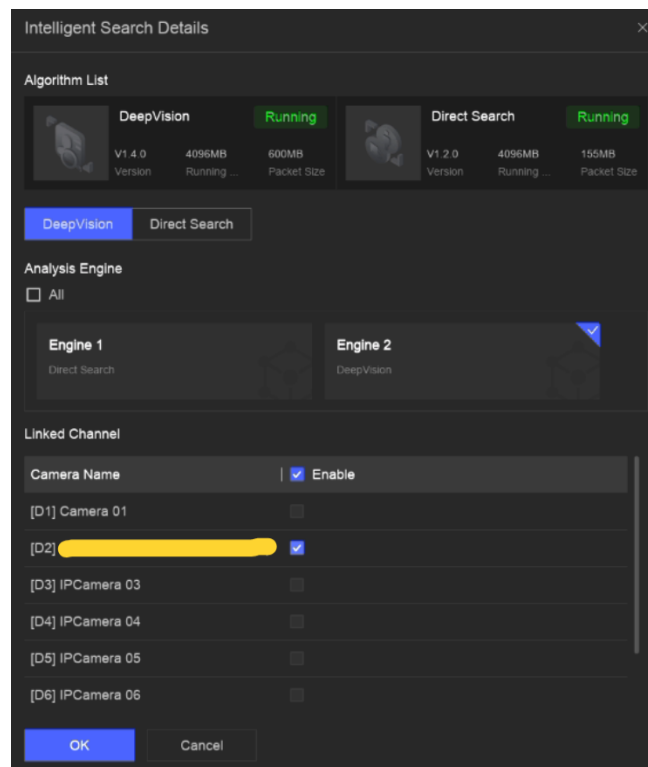 Intelligent Search Details
Algorithm List
DeepVision Running Direct Search Running
V1.4.0 4096MB 600MB V1.2.0 4096MB 155MB
Version Running ... Packet Size Version Running ... Packet Size
DeepVision Direct Search
Analysis Engine
All
Engine 1 Engine 2
Direct Search DeepVision
Linked Channel
Camera Name Enable
[D1] Camera 01
[D2]
[D3] IPCamera 03
[D4] IPCamera 04
[D5] IPCamera 05
[D6] IPCamera 06
OK Cancel